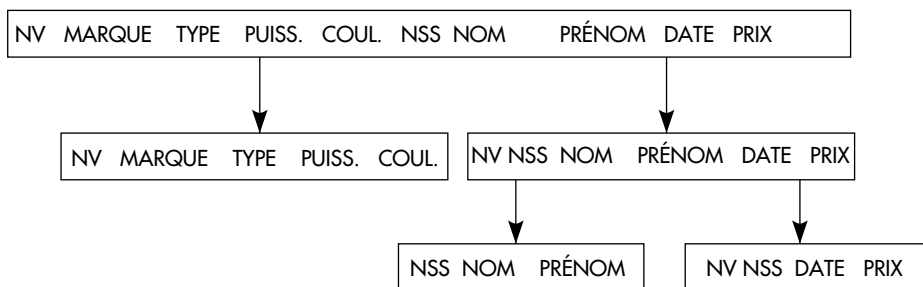 NV MARQUE TYPE PUISS. COUL. NSS NOM PRÉNOM DATE PRIX
NV MARQUE TYPE PUISS. COUL.
NV NSS NOM PRÉNOM DATE PRIX
NSS NOM PRÉNOM
NV NSS DATE PRIX